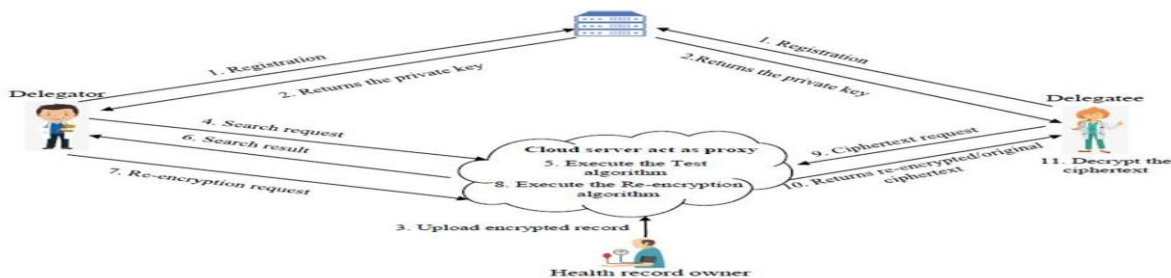 1. Registration
2. Returns the private key
1. Registration
2.Returns the private key
Delegator
Delegatee
4. Search request
6. Search result
7. Re-encryption request
Cloud server act as proxy
5. Execute the Test
algorithm
8. Execute the Re-encryption
algorithm
9. Ciphertext request
10. Returns re-encrypted/original
ciphertext
11. Decrypt the
ciphertext
3. Upload encrypted record
Health record owner